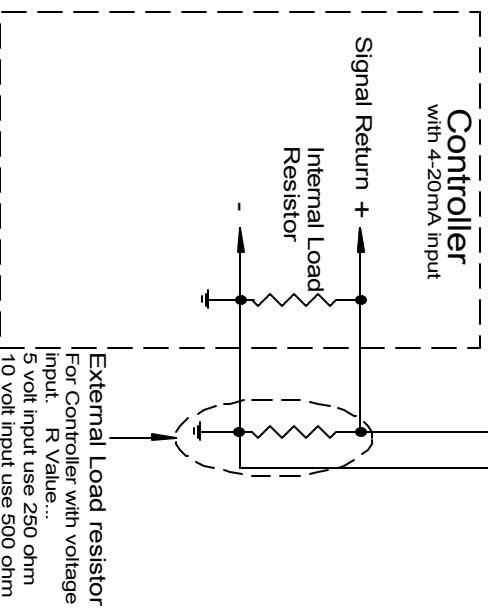 Controller
with 4-20mA input
Signal Return +
Internal Load
Resistor
-
External Load resistor
For Controller with voltage
input. R Value...
5 volt input use 250 ohm
10 volt input use 500 ohm